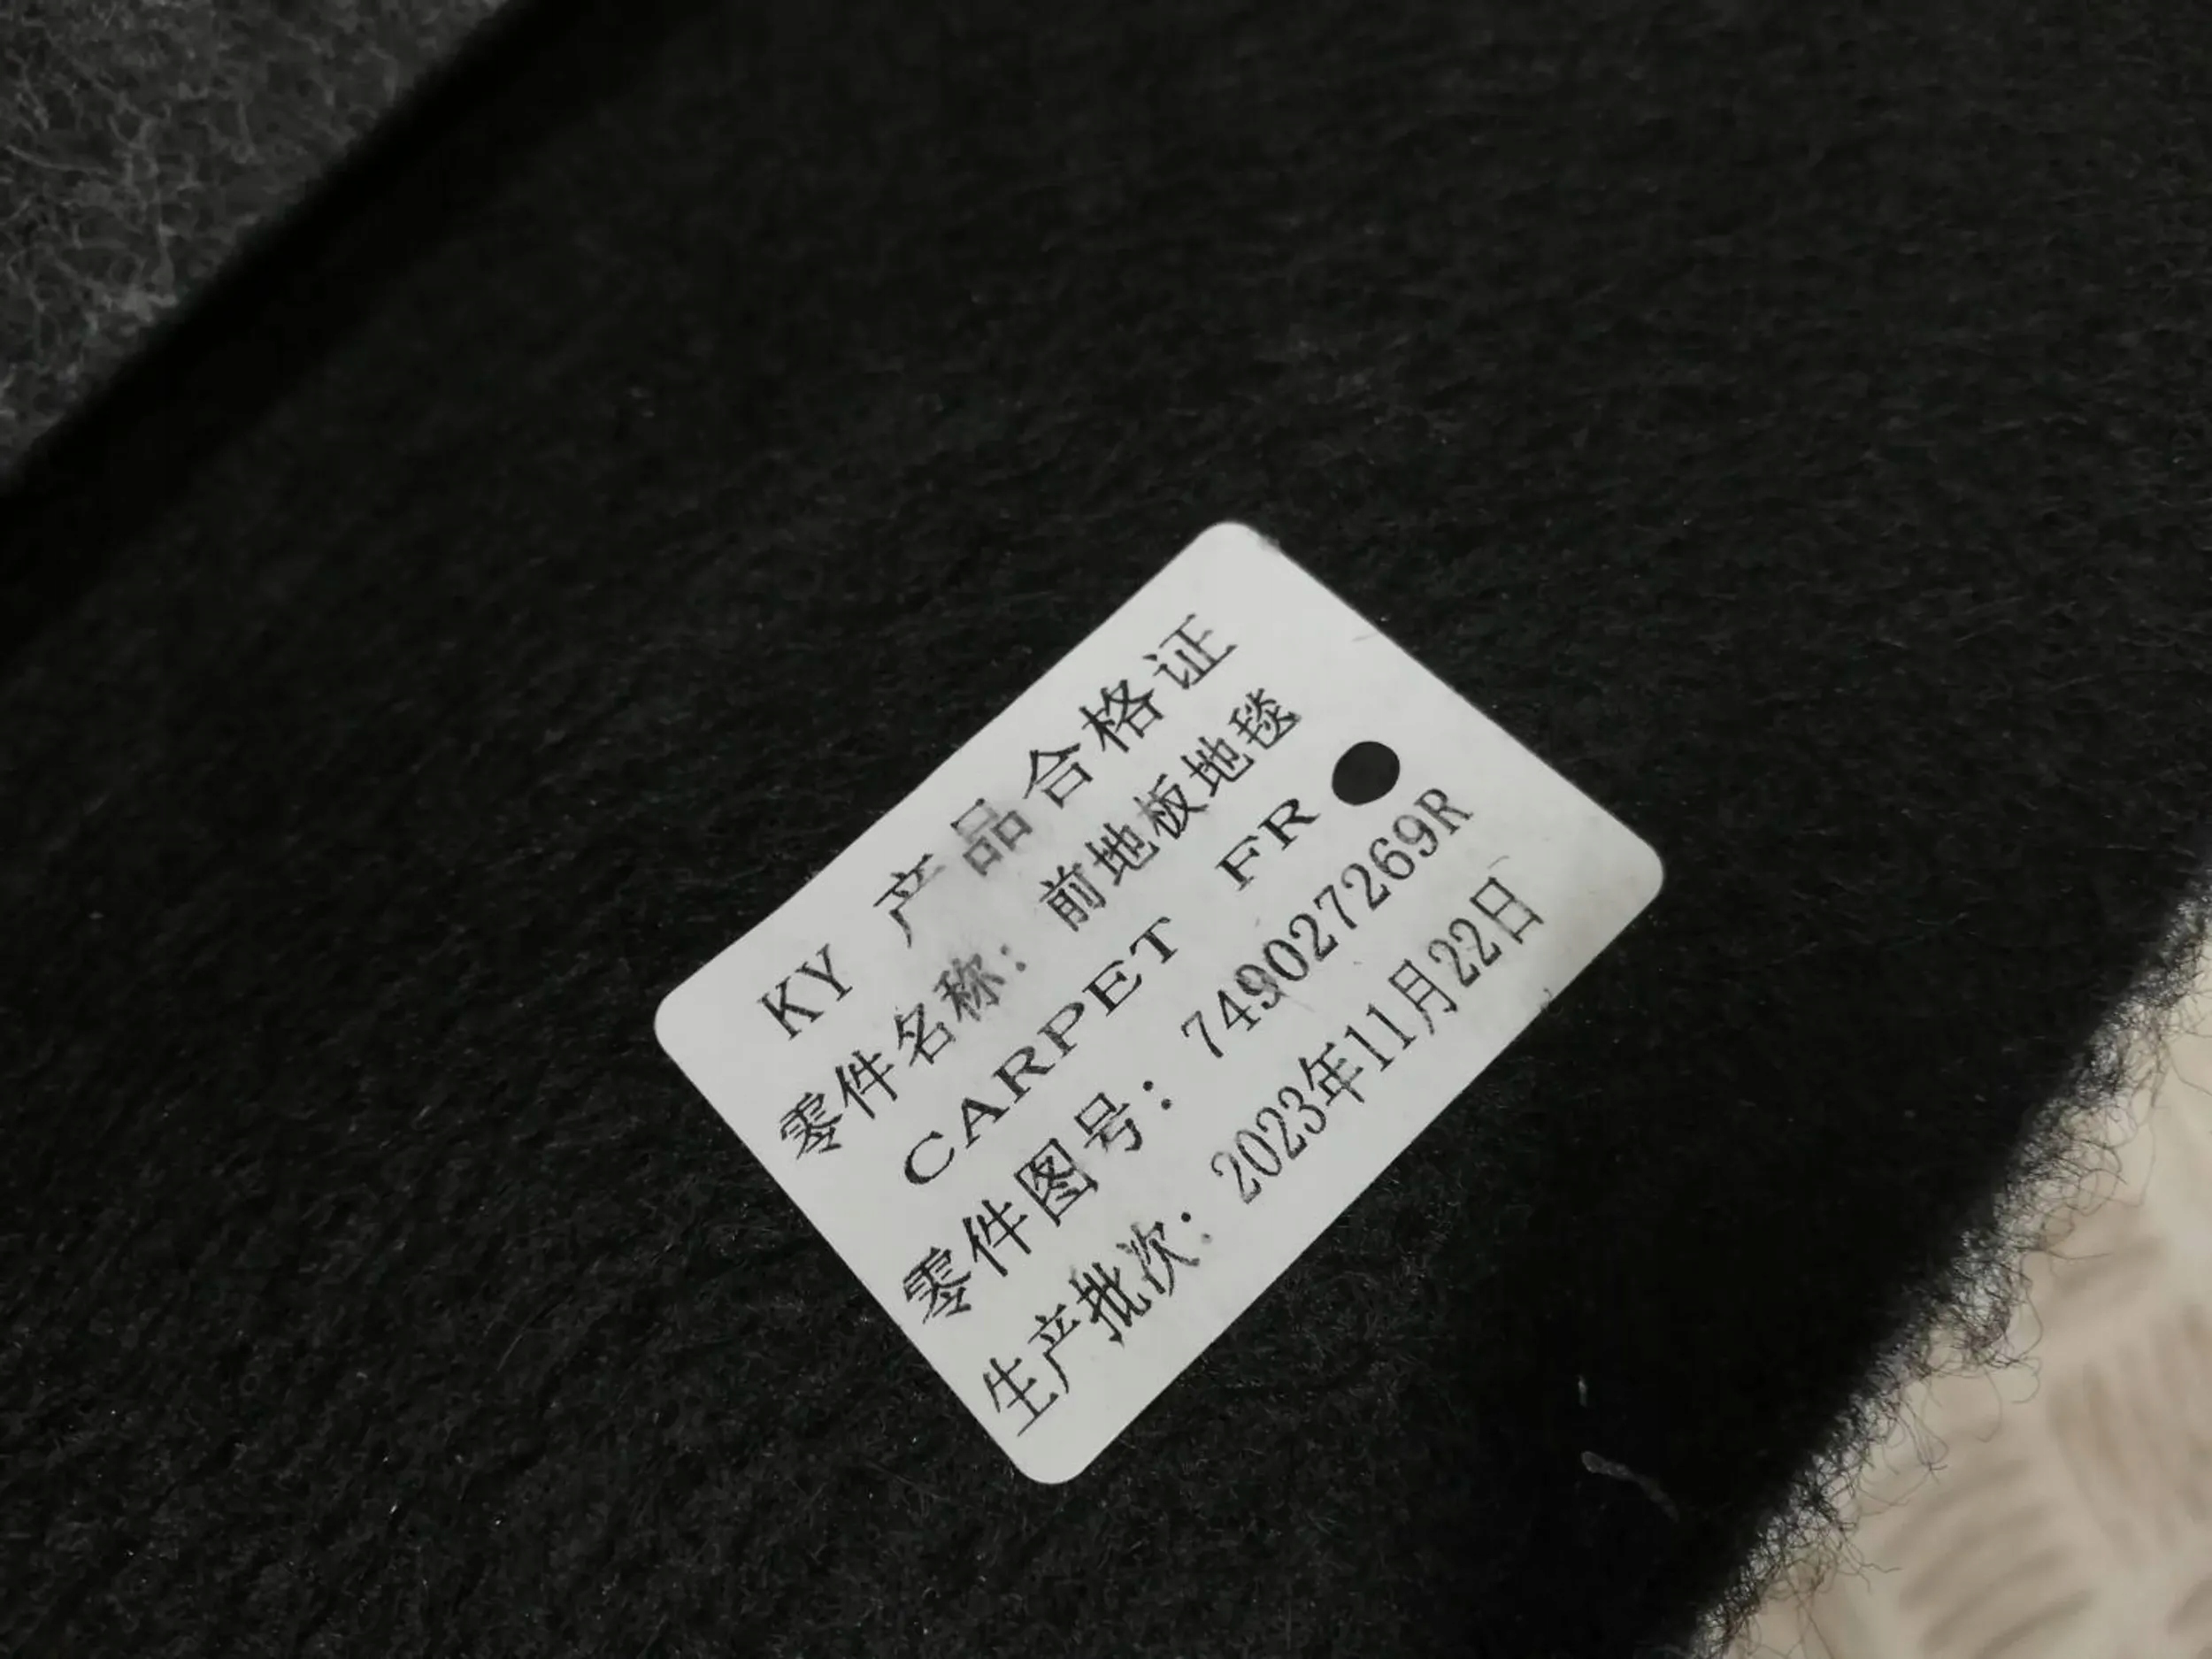 KY 产品合格证
零件名称：前地板地毯
CARPET FR
零件图号：749027269R
生产批次：2023年11月22日